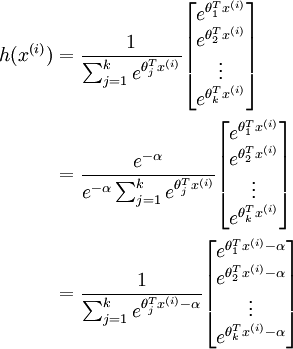 h(x^{(i)}) = \frac{1}{\sum_{j=1}^{k} e^{\theta_j^T x^{(i)}}} \begin{bmatrix} e^{\theta_1^T x^{(i)}} \\ e^{\theta_2^T x^{(i)}} \\ \vdots \\ e^{\theta_k^T x^{(i)}} \end{bmatrix}
= \frac{e^{-\alpha}}{e^{-\alpha} \sum_{j=1}^{k} e^{\theta_j^T x^{(i)}}} \begin{bmatrix} e^{\theta_1^T x^{(i)}} \\ e^{\theta_2^T x^{(i)}} \\ \vdots \\ e^{\theta_k^T x^{(i)}} \end{bmatrix}
= \frac{1}{\sum_{j=1}^{k} e^{\theta_j^T x^{(i)} - \alpha}} \begin{bmatrix} e^{\theta_1^T x^{(i)} - \alpha} \\ e^{\theta_2^T x^{(i)} - \alpha} \\ \vdots \\ e^{\theta_k^T x^{(i)} - \alpha} \end{bmatrix}